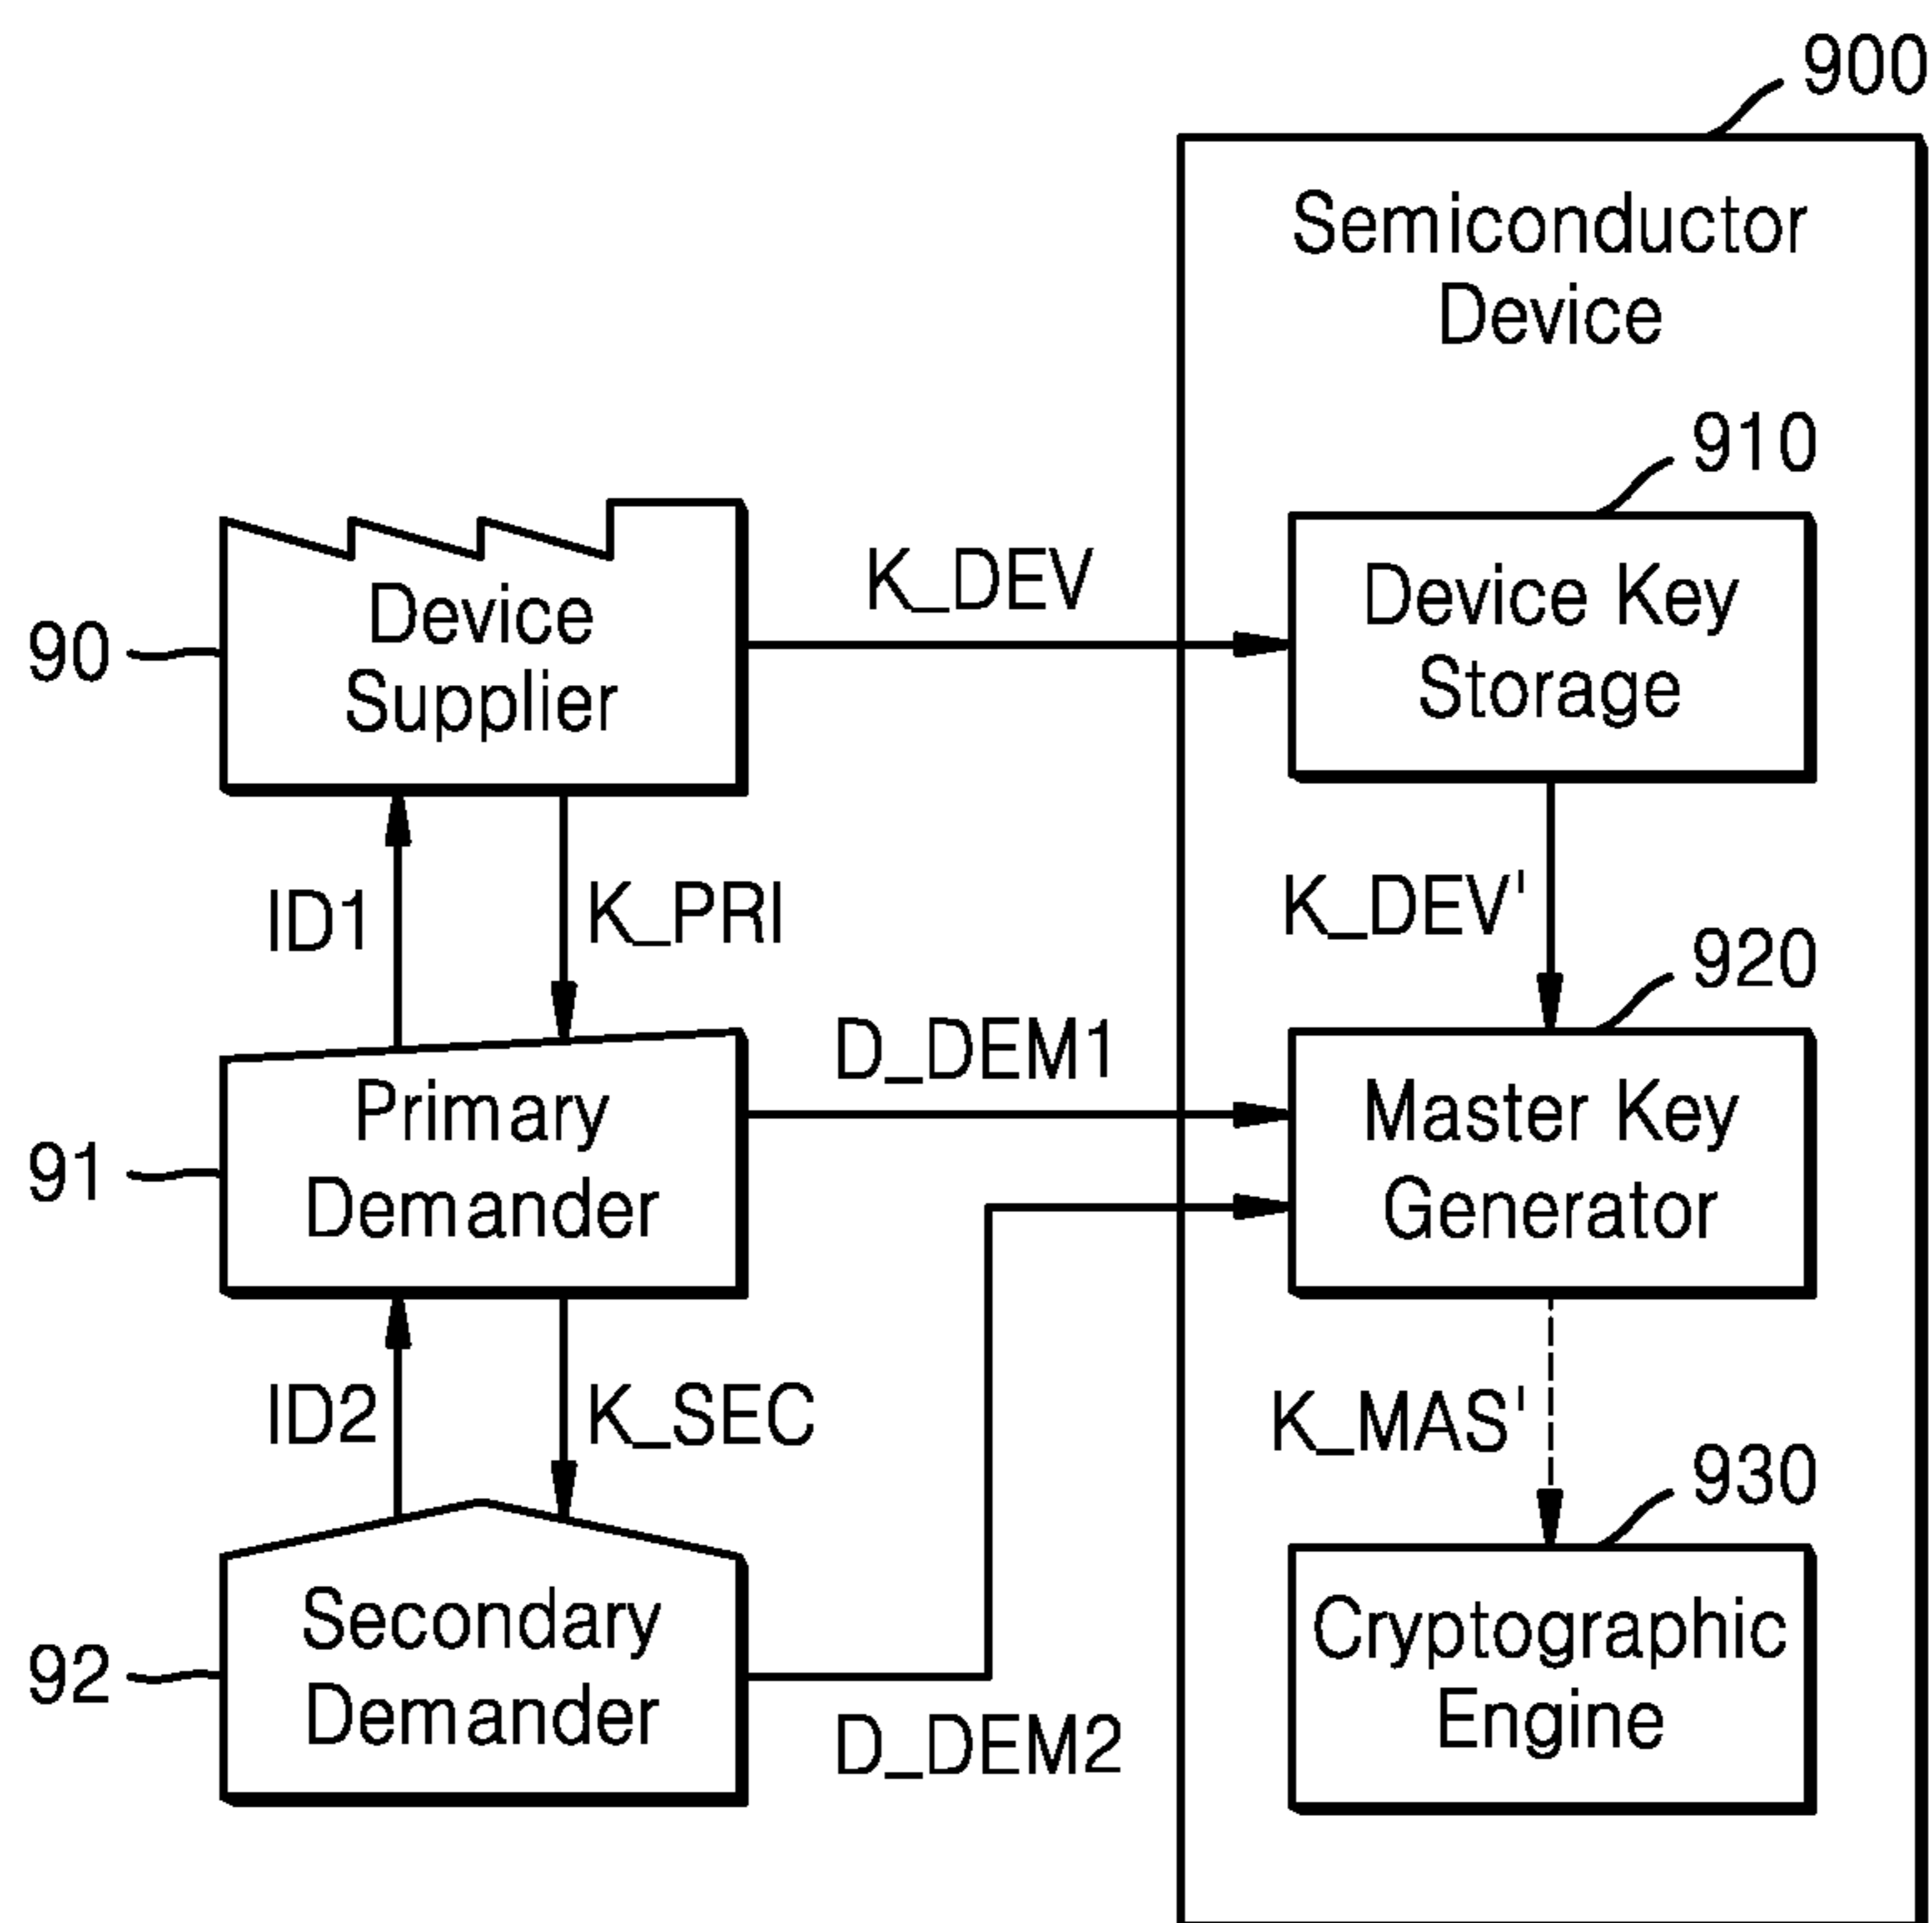 900
Semiconductor
Device
910
Device Key
Storage
K_DEV
90
Device
Supplier
ID1
K_PRI
K_DEV'
920
D_DEM1
Master Key
Generator
91
Primary
Demander
ID2
K_SEC
K_MAS'
930
Cryptographic
Engine
92
Secondary
Demander
D_DEM2